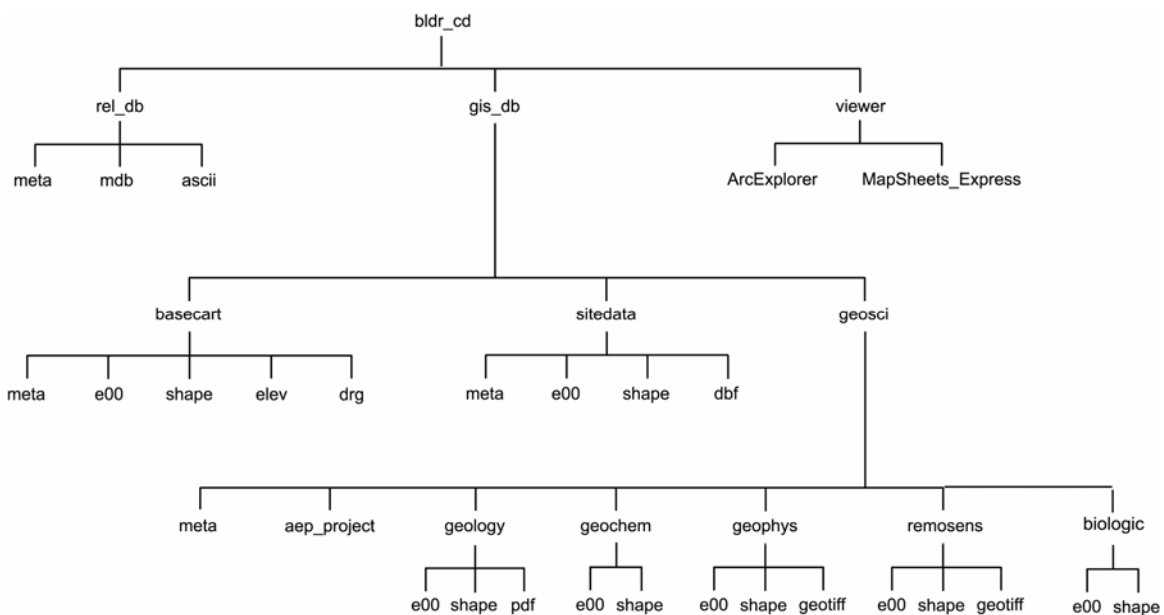 bldr_cd
rel_db gis_db viewer
meta mdb ascii ArcExplorer MapSheets_Express
basecart sitedata geosci
meta e00 shape elev drg meta e00 shape dbf
meta aep_project geology geochem geophys remosens biologic
e00 shape pdf e00 shape e00 shape geotiff e00 shape geotiff e00 shape